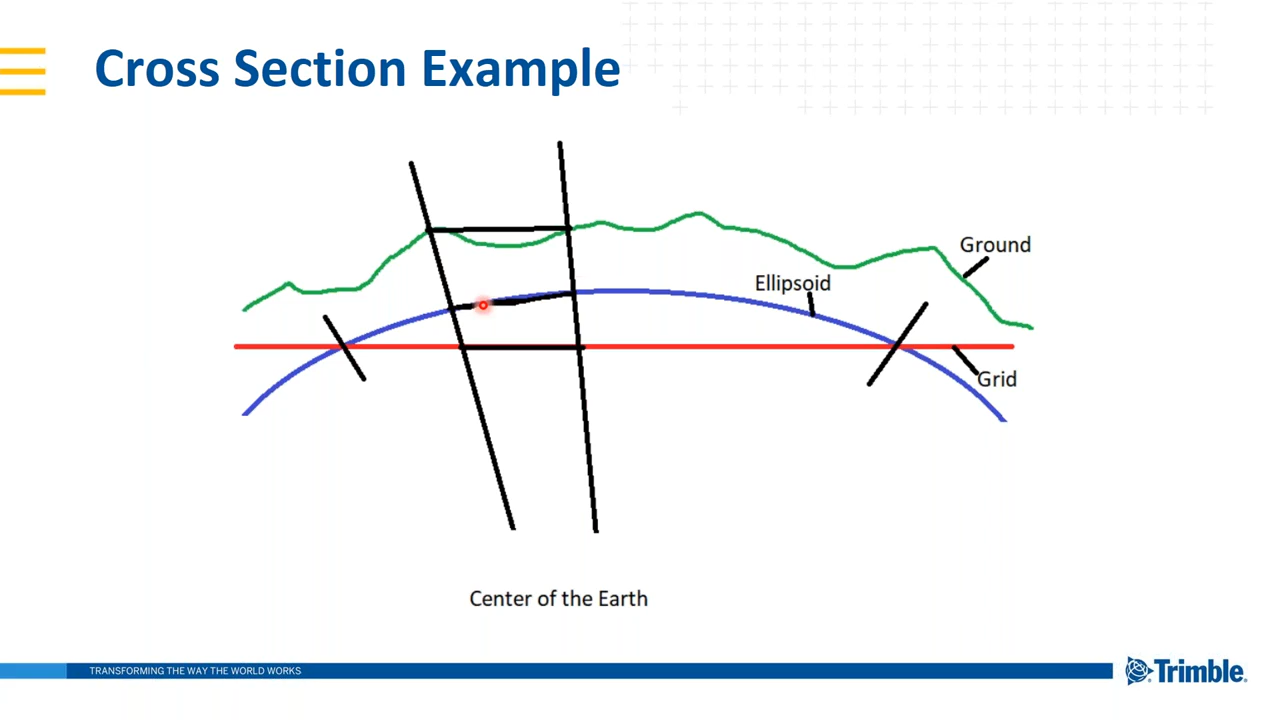 Cross Section Example
Ground
Ellipsoid
Grid
Center of the Earth
TRANSFORMING THE WAY THE WORLD WORKS
Trimble